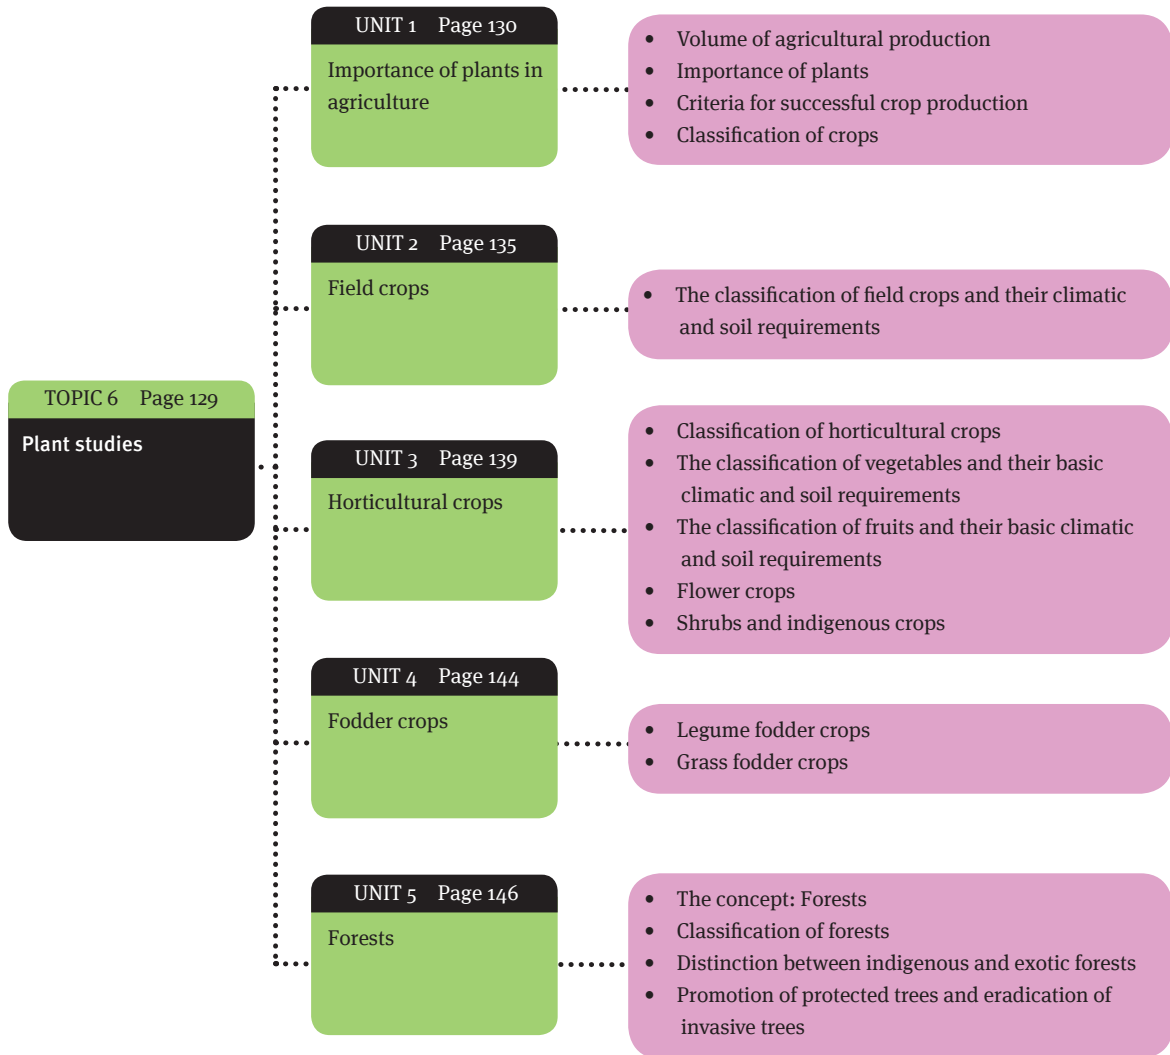 TOPIC 6 Page 129
Plant studies
UNIT 1 Page 130
Importance of plants in
agriculture
• Volume of agricultural production
• Importance of plants
• Criteria for successful crop production
• Classification of crops
UNIT 2 Page 135
Field crops
• The classification of field crops and their climatic
and soil requirements
UNIT 3 Page 139
Horticultural crops
• Classification of horticultural crops
• The classification of vegetables and their basic
climatic and soil requirements
• The classification of fruits and their basic climatic
and soil requirements
• Flower crops
• Shrubs and indigenous crops
UNIT 4 Page 144
Fodder crops
• Legume fodder crops
• Grass fodder crops
UNIT 5 Page 146
Forests
• The concept: Forests
• Classification of forests
• Distinction between indigenous and exotic forests
• Promotion of protected trees and eradication of
invasive trees